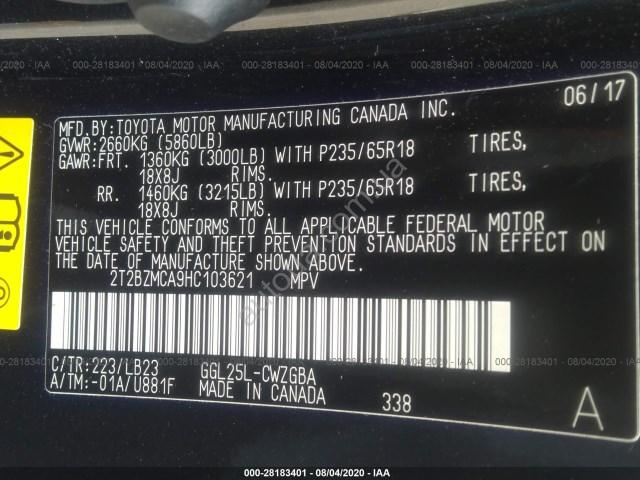 000-28183401 - 08/04/2020 - IAA
06/17
MFD.BY:TOYOTA MOTOR MANUFACTURING CANADA INC.
GVWR:2660KG (5860LB)
GAWR:FRT. 1360KG (3000LB) WITH P235/65R18 TIRES,
18X8J RIMS.
RR. 1460KG (3215LB) WITH P235/65R18 TIRES,
18X8J RIMS.
THIS VEHICLE CONFORMS TO ALL APPLICABLE FEDERAL MOTOR
VEHICLE SAFETY AND THEFT PREVENTION STANDARDS IN EFFECT ON
THE DATE OF MANUFACTURE SHOWN ABOVE.
2T2BZMCA9HC103621 MPV
C/TR:223/LB23 GGL25L-CWZGBA
A/TM:-01A/U881F MADE IN CANADA
338 A
000-28183401 - 08/04/2020 - IAA